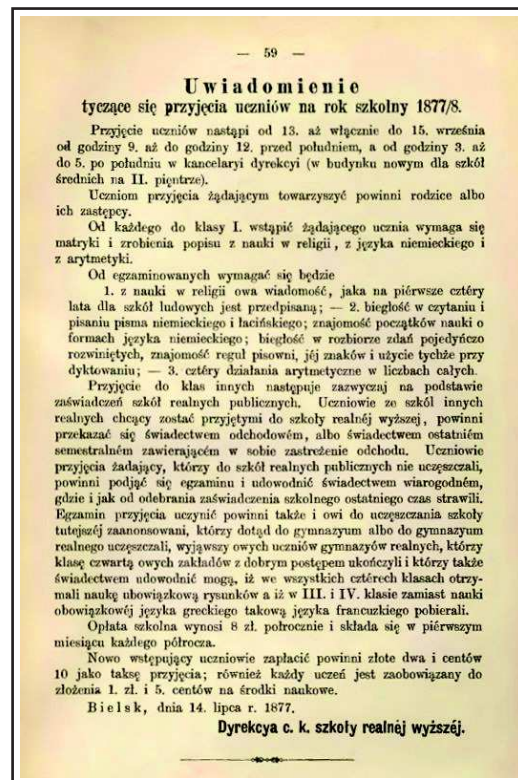 — 59 —
Uwiadomienie
tyczące się przyjęcia uczniów na rok szkolny 1877/8.
Przyjęcie uczniów nastąpi od 13. aż włącznie do 15. września
od godziny 9. aż do godziny 12. przed południem, a od godziny 3. aż
do 5. po południu w kancelaryi dyrekcyi (w budynku nowym dla szkół
średnich na II. piętrze).
Uczniom przyjęcia żądającym towarzyszyć powinni rodzice albo
ich zastępcy.
Od każdego do klasy I. wstąpić żądającego ucznia wymaga się
matryki i zrobienia popisu z nauki w religii, z języka niemieckiego i
z arytmetyki.
Od egzaminowanych wymagać się będzie
1. z nauki w religii owa wiadomość, jaka na piérwsze cztéry
lata dla szkół ludowych jest przedpisaną; — 2. biegłość w czytaniu i
pisaniu pisma niemieckiego i łacińskiego; znajomość początków nauki o
formach języka niemieckiego; biegłość w rozbiorze zdań pojedyńczo
rozwiniętych, znajomość reguł pisowni, jéj znaków i użycie tychże przy
dyktowaniu; — 3. cztéry działania arytmetyczne w liczbach całych.
Przyjęcie do klas innych następuje zazwyczaj na podstawie
zaświadczeń szkół realnych publicznych. Uczniowie ze szkół innych
realnych chcący zostać przyjętymi do szkoły realnéj wyższéj, powinni
przekazać się świadectwem odchodowém, albo świadectwem ostatniém
semestralném zawierającém w sobie zastreżenie odchodu. Uczniowie
przyjęcia żadający, którzy do szkół realnych publicznych nie uczęszczali,
powinni podjąć się egzaminu i udowodnić świadectwem wiarogodném,
gdzie i jak od odebrania zaświadczenia szkolnego ostatniego czas strawili.
Egzamin przyjęcia uczynić powinni także i owi do uczęszczania szkoły
tutejszéj zaanonsowani, którzy dotąd do gymnazyum albo do gymnazyum
realnego uczęszczali, wyjąwszy owych uczniów gymnazyów realnych, którzy
klasę czwartą owych zakładów z dobrym postępem ukończyli i którzy także
świadectwem udowodnić mogą, iż we wszystkich cztérech klasach otrzy-
mali naukę obowiązkową rysunków a iż w III. i IV. klasie zamiast nauki
obowiązkowéj języka greckiego takową języka francuzkiego pobierali.
Opłata szkolna wynosi 8 zł. połrocznie i składa się w piérwszym
miesiącu każdego półrocza.
Nowo wstępujący uczniowie zapłacić powinni złote dwa i centów
10 jako taksę przyjęcia; również każdy uczeń jest zaobowiązany do
złożenia 1. zł. i 5. centów na środki naukowe.
Bielsk, dnia 14. lipca r. 1877.
Dyrekcya c. k. szkoły realnéj wyższéj.